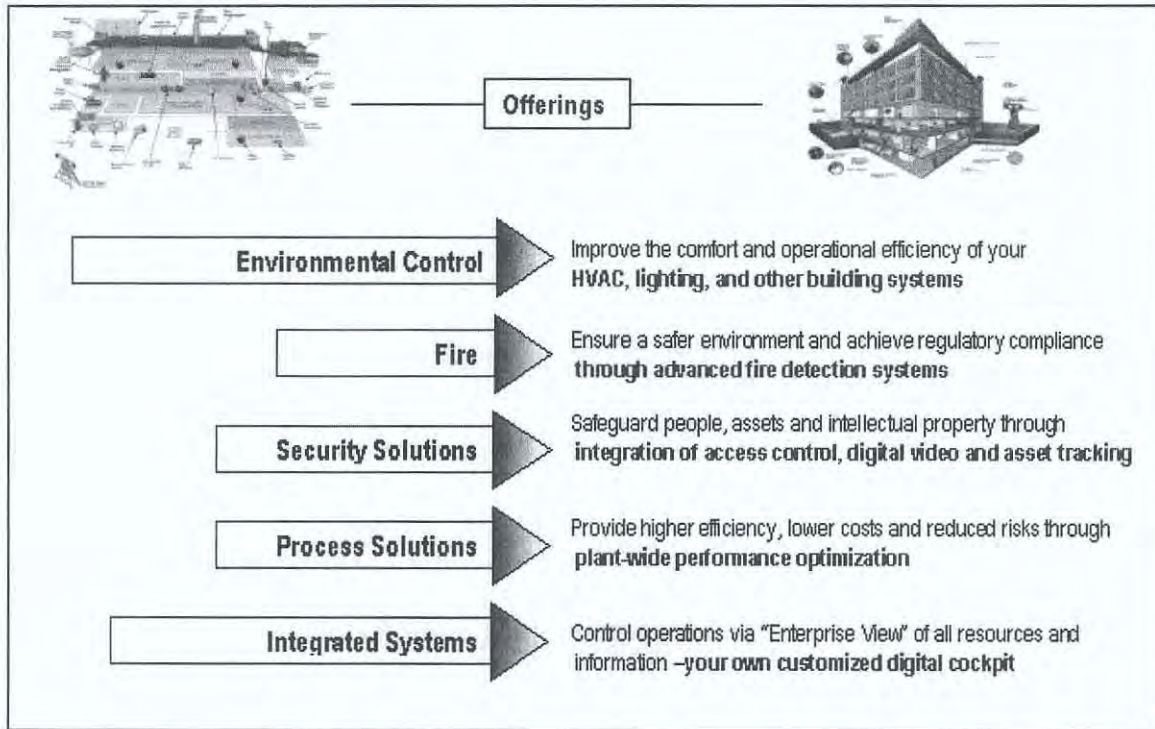 Offerings
Environmental Control
Improve the comfort and operational efficiency of your
HVAC, lighting, and other building systems
Fire
Ensure a safer environment and achieve regulatory compliance
through advanced fire detection systems
Security Solutions
Safeguard people, assets and intellectual property through
integration of access control, digital video and asset tracking
Process Solutions
Provide higher efficiency, lower costs and reduced risks through
plant-wide performance optimization
Integrated Systems
Control operations via "Enterprise View" of all resources and
information –your own customized digital cockpit